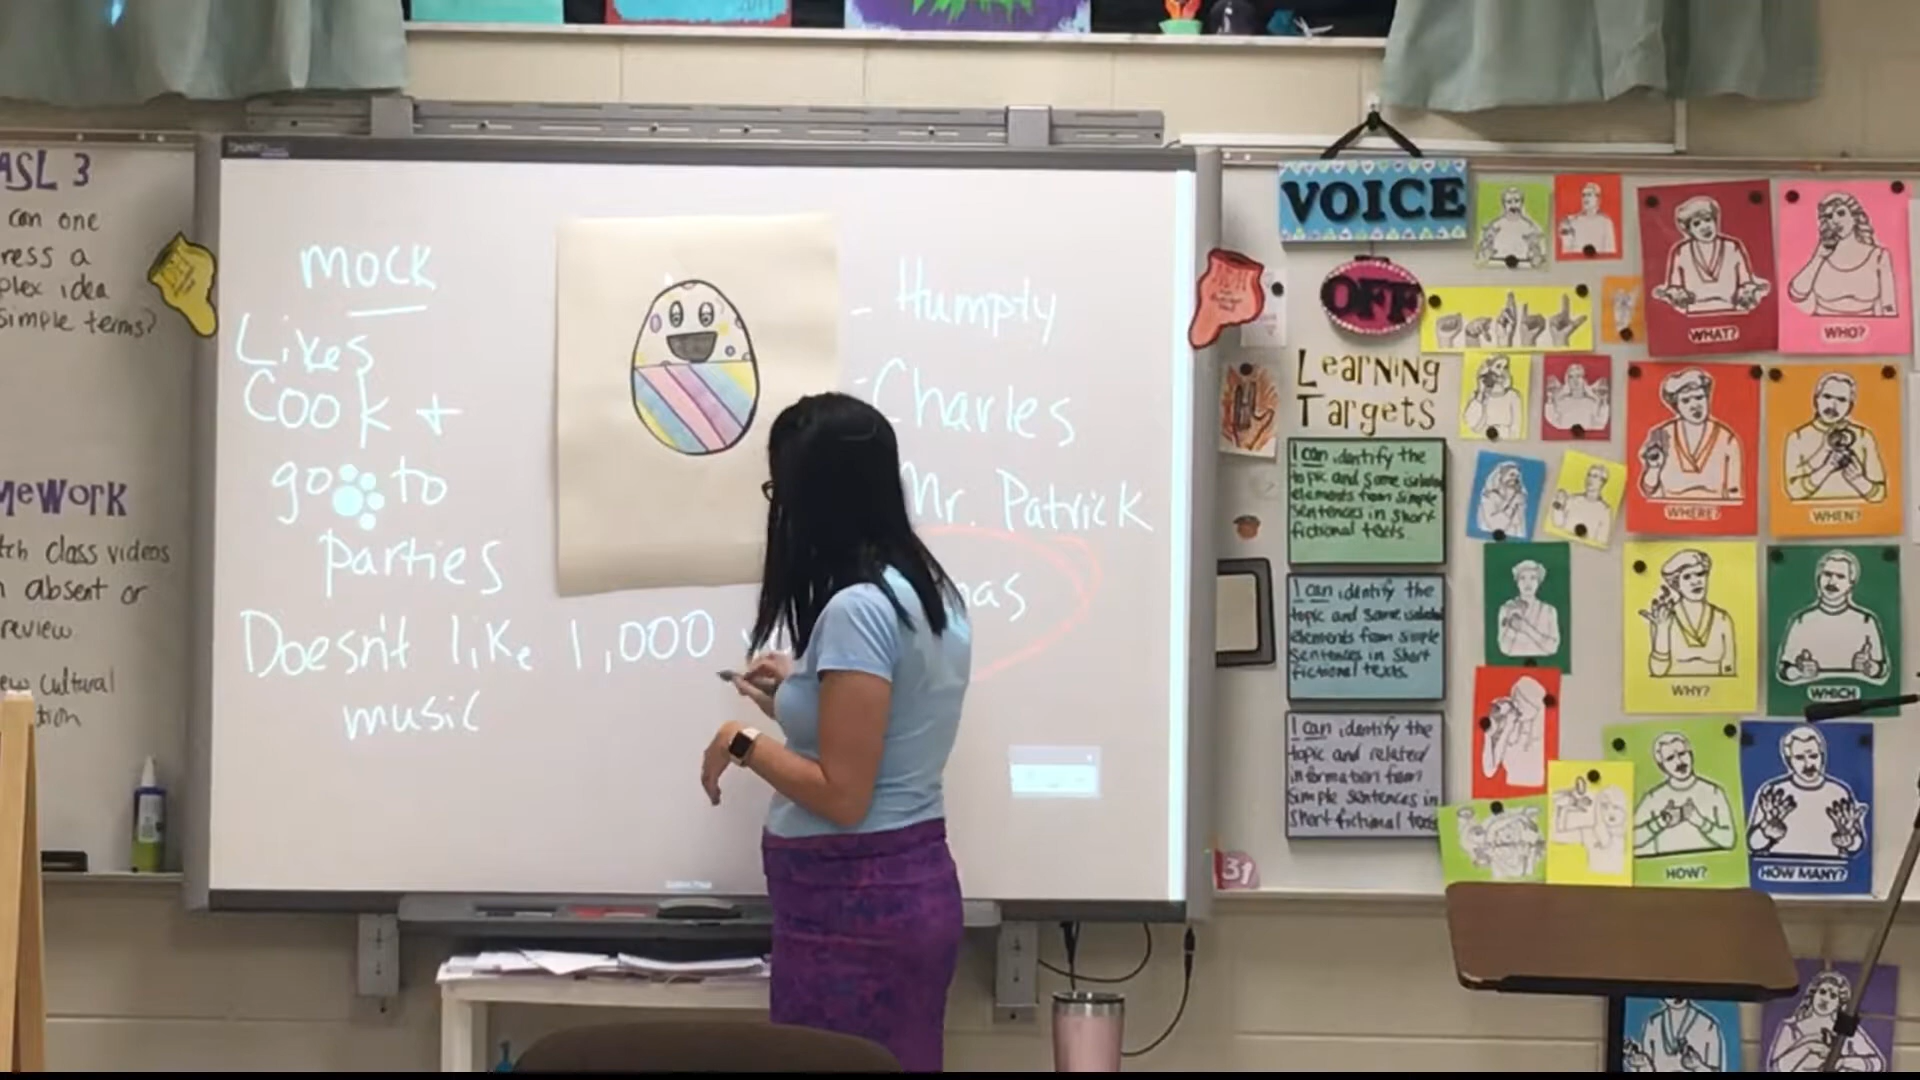 ASL 3
can one
ress a
plex idea
simple terms?
meWork
tch class videos
absent or
review
ew cultural
tion
mock
Likes
Cook +
go to
parties
Doesn't like 1,000
music
- Humpty
- Charles
Mr. Patrick
mas
VOICE
OFF
Learning
Targets
I can identify the
topic and some isolated
elements from simple
sentences in short
fictional texts.
I can identify the
topic and some isolated
elements from simple
sentences in short
fictional texts.
I can identify the
topic and related
information from
simple sentences in
short fictional texts
WHAT?
WHO?
WHERE?
WHEN?
WHY?
WHICH
HOW?
HOW MANY?
31